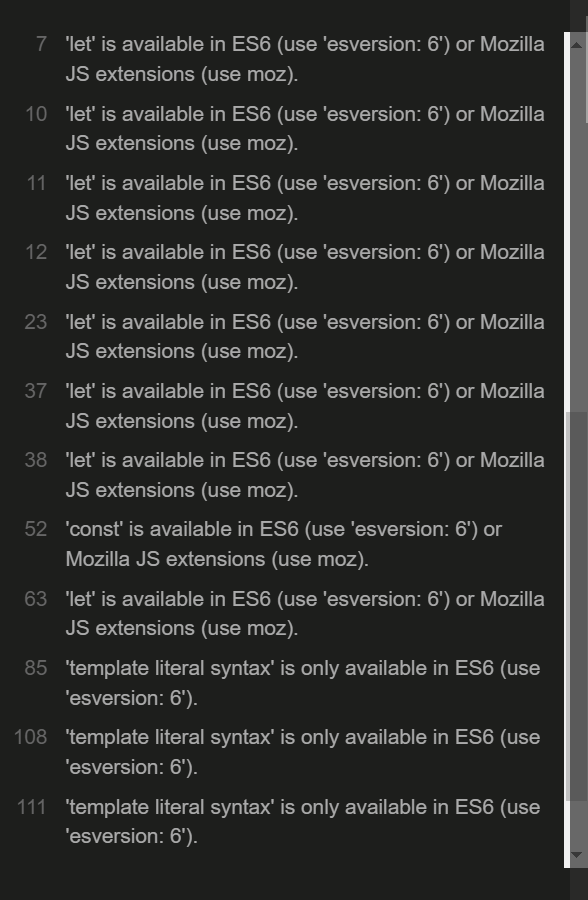 7 'let' is available in ES6 (use 'esversion: 6') or Mozilla
JS extensions (use moz).
10 'let' is available in ES6 (use 'esversion: 6') or Mozilla
JS extensions (use moz).
11 'let' is available in ES6 (use 'esversion: 6') or Mozilla
JS extensions (use moz).
12 'let' is available in ES6 (use 'esversion: 6') or Mozilla
JS extensions (use moz).
23 'let' is available in ES6 (use 'esversion: 6') or Mozilla
JS extensions (use moz).
37 'let' is available in ES6 (use 'esversion: 6') or Mozilla
JS extensions (use moz).
38 'let' is available in ES6 (use 'esversion: 6') or Mozilla
JS extensions (use moz).
52 'const' is available in ES6 (use 'esversion: 6') or
Mozilla JS extensions (use moz).
63 'let' is available in ES6 (use 'esversion: 6') or Mozilla
JS extensions (use moz).
85 'template literal syntax' is only available in ES6 (use
'esversion: 6').
108 'template literal syntax' is only available in ES6 (use
'esversion: 6').
111 'template literal syntax' is only available in ES6 (use
'esversion: 6').